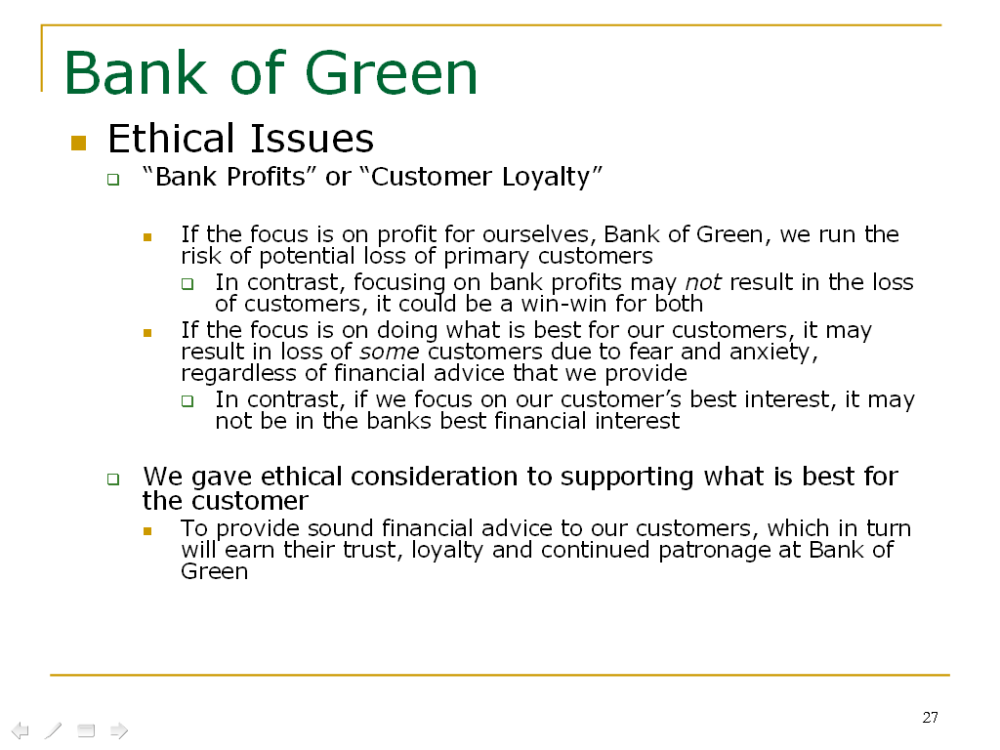 Bank of Green
Ethical Issues
“Bank Profits” or “Customer Loyalty”
If the focus is on profit for ourselves, Bank of Green, we run the
risk of potential loss of primary customers
In contrast, focusing on bank profits may not result in the loss
of customers, it could be a win-win for both
If the focus is on doing what is best for our customers, it may
result in loss of some customers due to fear and anxiety,
regardless of financial advice that we provide
In contrast, if we focus on our customer’s best interest, it may
not be in the banks best financial interest
We gave ethical consideration to supporting what is best for
the customer
To provide sound financial advice to our customers, which in turn
will earn their trust, loyalty and continued patronage at Bank of
Green
27